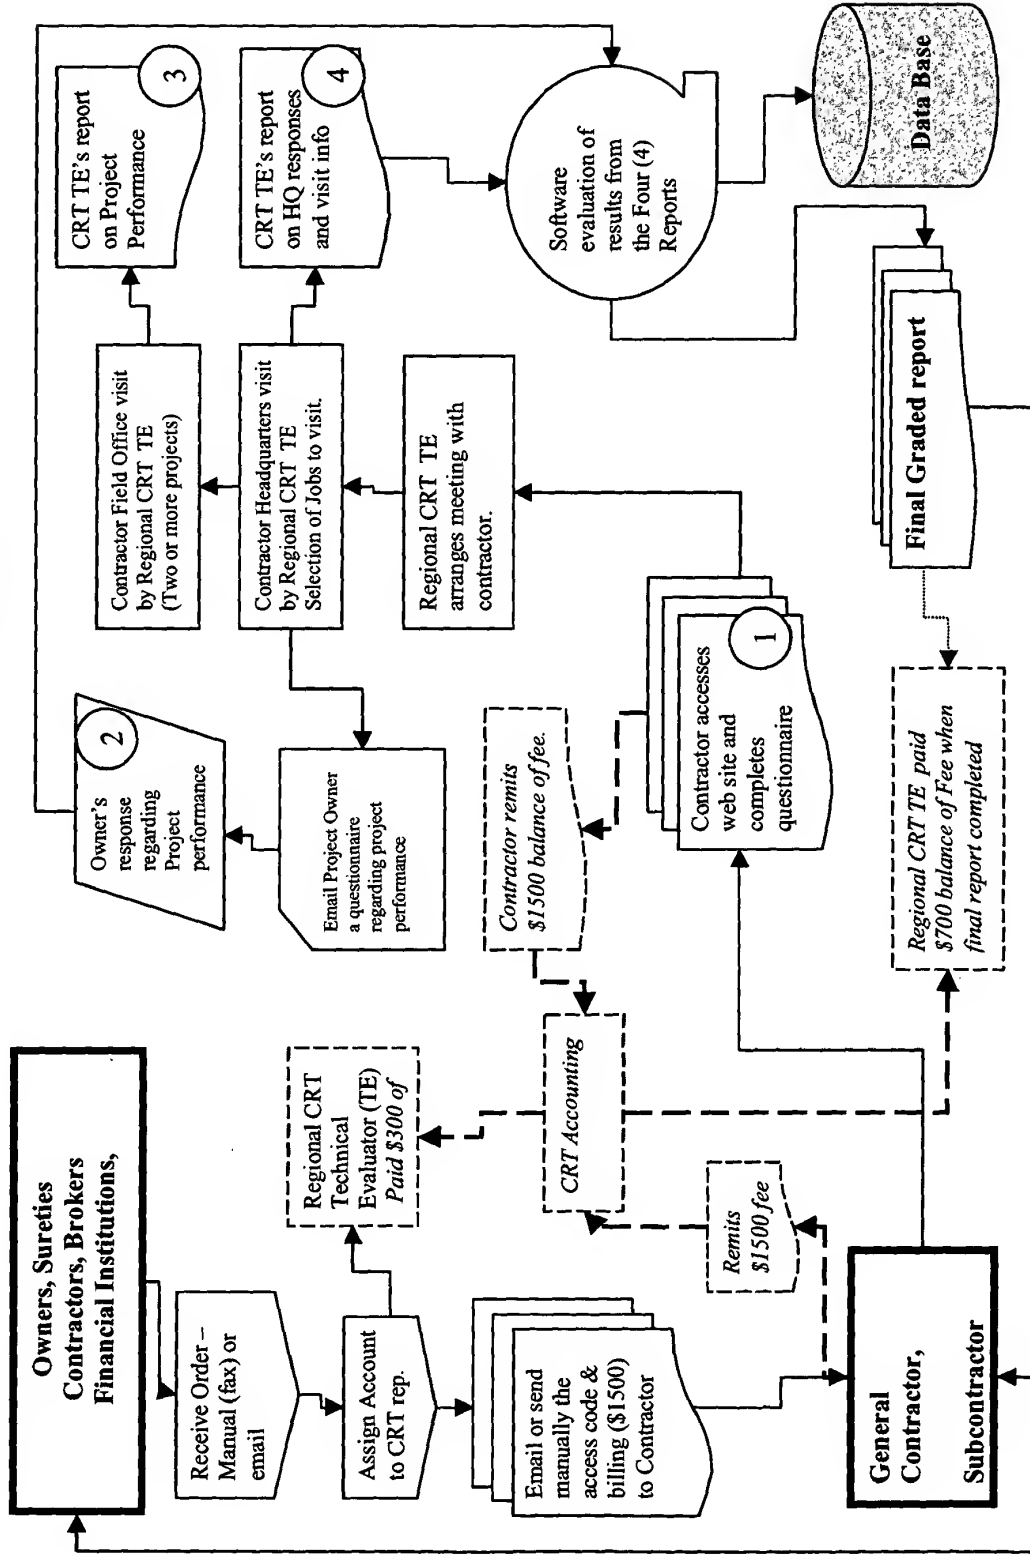 Owners, Sureties
Contractors, Brokers
Financial Institutions,
Receive Order –
Manual (fax) or
email
Assign Account
to CRT rep.
Email or send
manually the
access code &
billing ($1500)
to Contractor
General
Contractor,
Subcontractor
Regional CRT
Technical
Evaluator (TE)
Paid $300 of
CRT Accounting
Remits
$1500 fee
Contractor remits
$1500 balance of fee.
Contractor accesses
web site and
completes
questionnaire
1
Regional CRT TE
arranges meeting with
contractor.
Contractor Headquarters visit
by Regional CRT TE
Selection of Jobs to visit.
Contractor Field Office visit
by Regional CRT TE
(Two or more projects)
Email Project Owner
a questionnaire
regarding project
performance
Owner's
response
regarding
Project
performance
2
CRT TE's report
on Project
Performance
3
CRT TE's report
on HQ responses
and visit info
4
Software
evaluation of
results from
the Four (4)
Reports
Data Base
Final Graded report
Regional CRT TE paid
$700 balance of Fee when
final report completed